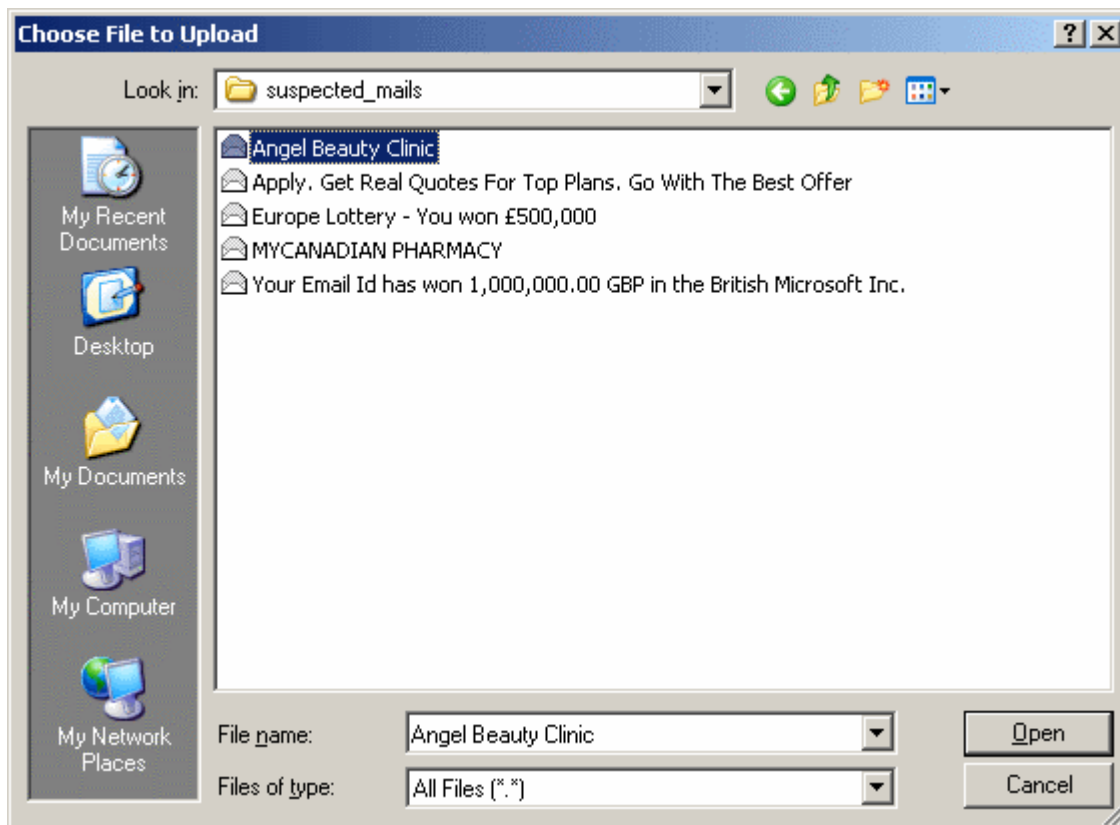 Choose File to Upload
Look in:
suspected_mails
My Recent
Documents
Desktop
My Documents
My Computer
My Network
Places
Angel Beauty Clinic
Apply. Get Real Quotes For Top Plans. Go With The Best Offer
Europe Lottery - You won £500,000
MYCANADIAN PHARMACY
Your Email Id has won 1,000,000.00 GBP in the British Microsoft Inc.
File name:
Angel Beauty Clinic
Open
Files of type:
All Files (*.*)
Cancel